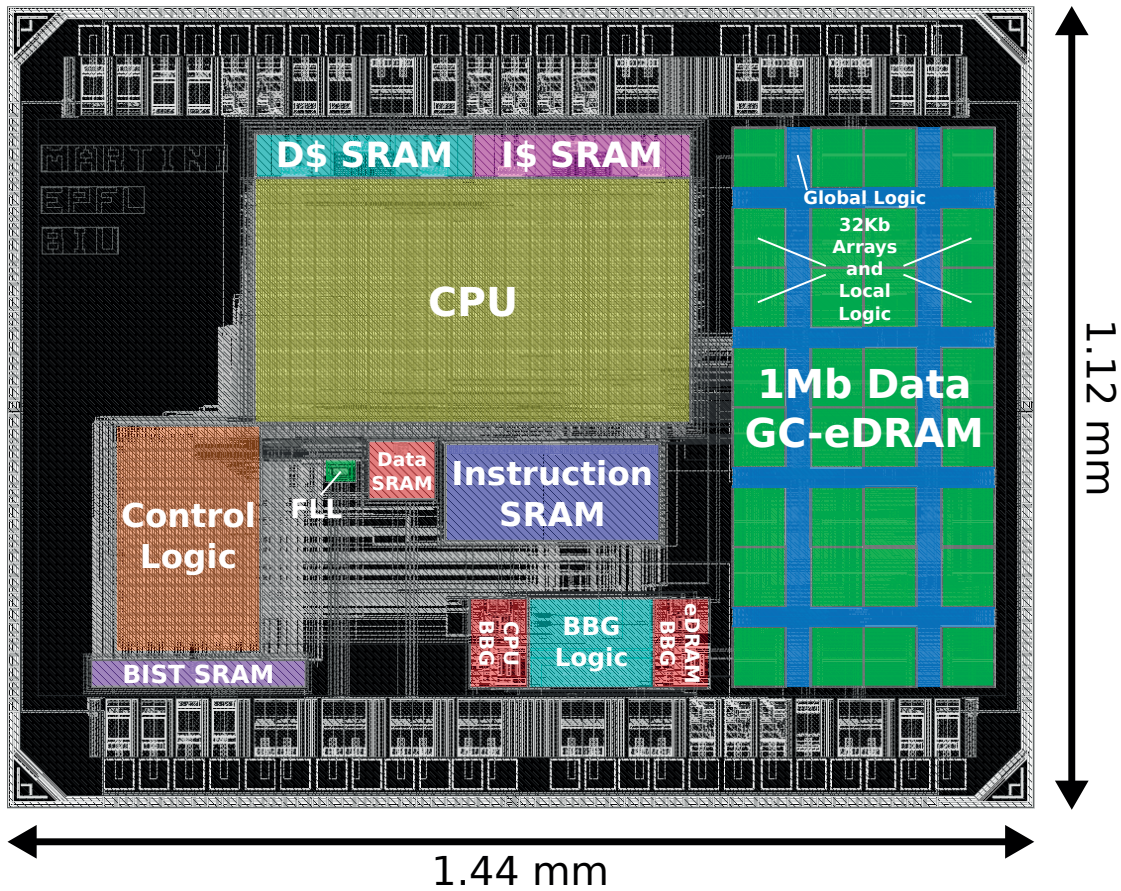 MARTINI
EPFL
BIU
D$ SRAM
I$ SRAM
CPU
Global Logic
32Kb
Arrays
and
Local
Logic
1Mb Data
GC-eDRAM
Control
Logic
FLL
Data
SRAM
Instruction
SRAM
BIST SRAM
CPU
BBG
BBG
Logic
eDRAM
BBG
1.12 mm
1.44 mm